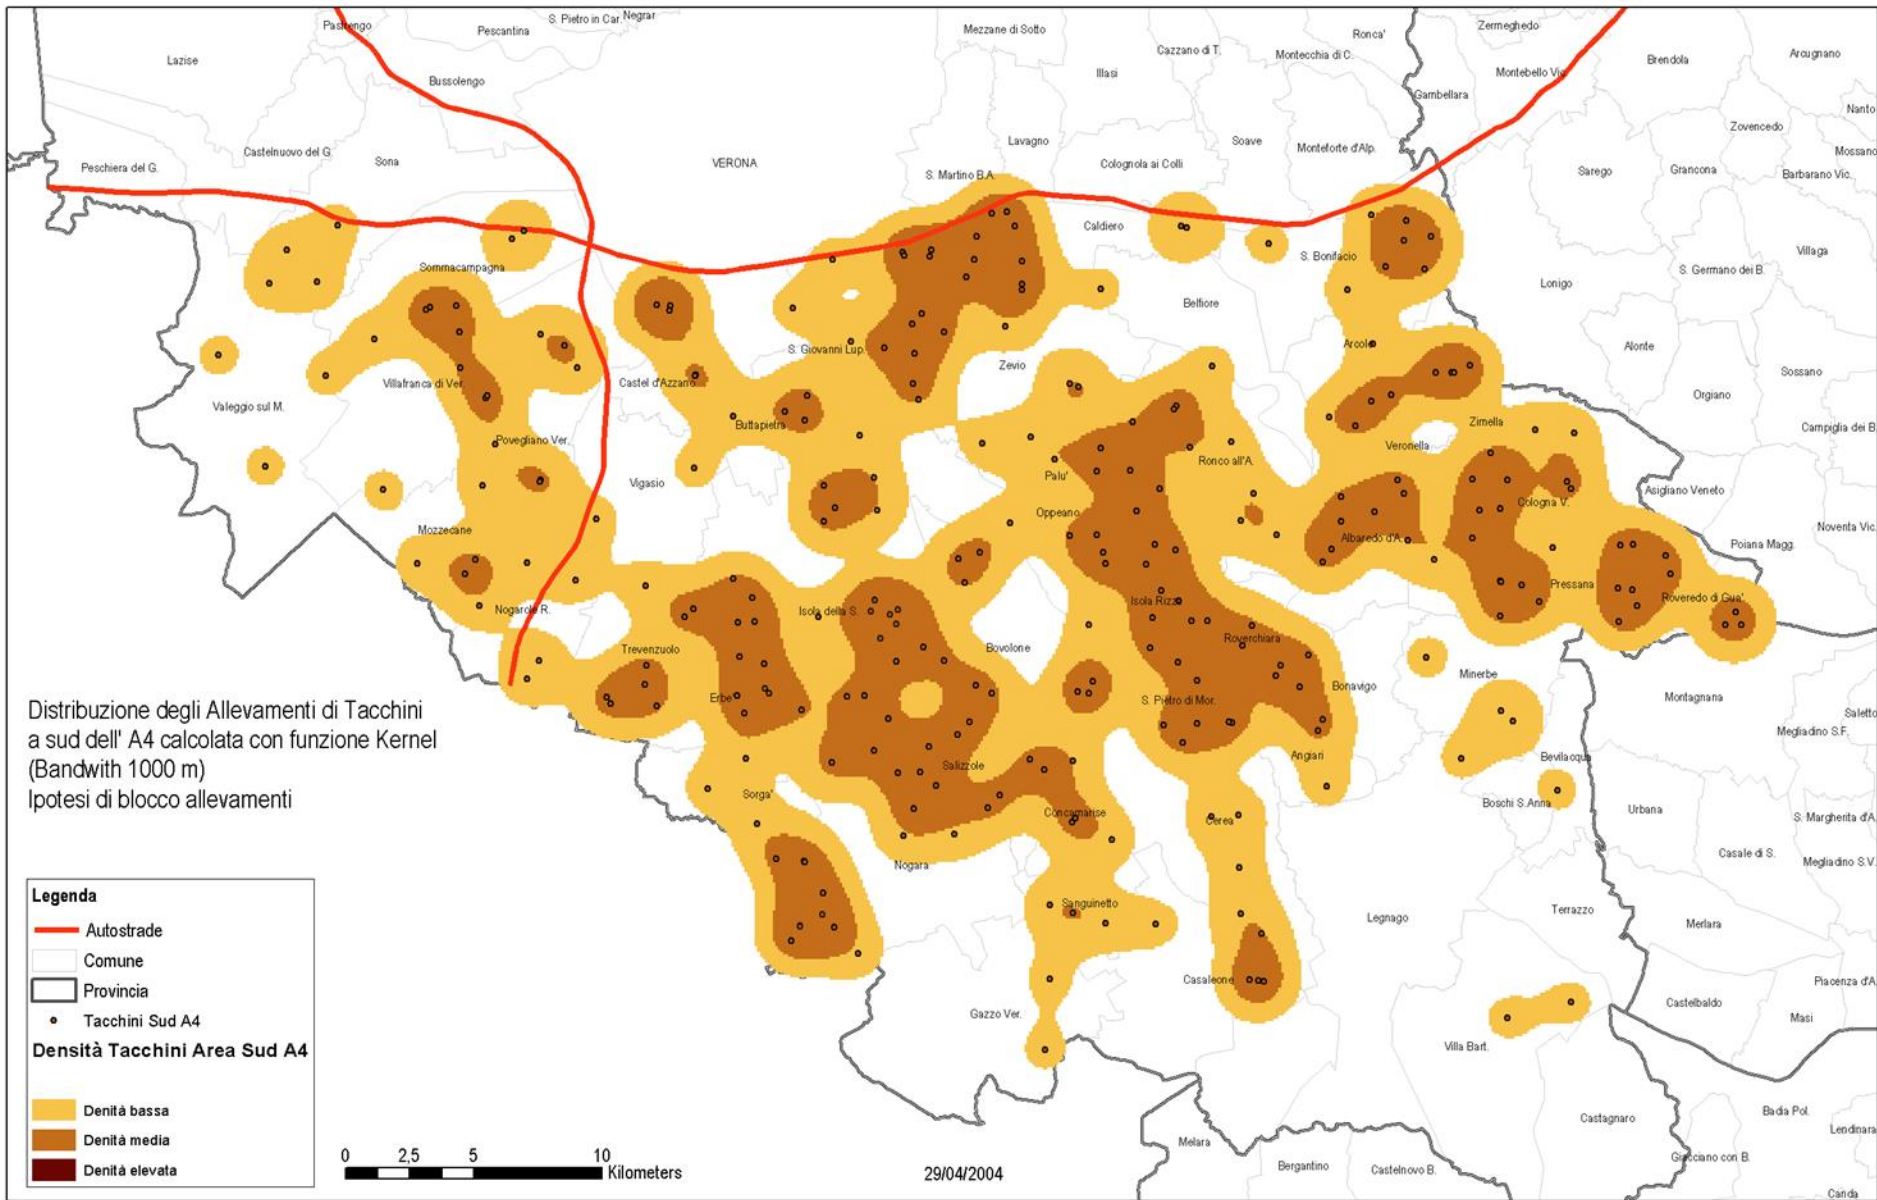 Pastrengo
S. Pietro in Car.
Negrar
Pescantina
Mezzane di Sotto
Ronca'
Zermeghedo
Lazise
Cazzano di T.
Montecchia di C.
Brendola
Arcugnano
Bussolengo
Illasi
Montebello Vic.
Gambellara
Nanto
Castelnuovo del G.
Sona
VERONA
Lavagno
Soave
Monteforte d'Alp.
Zovencedo
Mossano
Peschiera del G.
S. Martino B.A.
Colognola ai Colli
Sarego
Grancona
Barbarano Vic.
Caldiero
Villaga
Sommacampagna
S. Bonifacio
S. Germano dei B.
Lonigo
Belfiore
S. Giovanni Lup.
Arcole
Alonte
Zevio
Sossano
Villafranca di Ver.
Castel d'Azzano
Orgiano
Valeggio sul M.
Buttapietra
Zimella
Campiglia dei B.
Povegliano Ver.
Veronella
Ronco all'A.
Palu'
Vigasio
Asigliano Veneto
Cologna V.
Oppeano
Noventa Vic.
Mozzecane
Albaredo d'A.
Poiana Magg.
Pressana
Nogarole R.
Isola della S.
Isola Rizza
Roveredo di Gua'
Roverchiara
Trevenzuolo
Bovolone
Minerbe
Bonavigo
Montagnana
Erbe'
S. Pietro di Mor.
Saletto
Megliadino S.F.
Distribuzione degli Allevamenti di Tacchini
a sud dell' A4 calcolata con funzione Kernel
(Bandwith 1000 m)
Ipotesi di blocco allevamenti
Angiari
Bevilacqua
Salizzole
Sorga'
Boschi S.Anna
Urbana
S. Margherita d'A.
Concamarise
Cerea
Casale di S.
Megliadino S.V.
Nogara
Sanguinetto
Legnago
Terrazzo
Merlara
Casaleone
Piacenza d'A.
Castelbaldo
Masi
Gazzo Ver.
Villa Bart.
Castagnaro
Badia Pol.
Lendinara
Melara
Bergantino
Castelnovo B.
Giacciano con B.
Canda
Legenda
Autostrade
Comune
Provincia
Tacchini Sud A4
Densità Tacchini Area Sud A4
Denità bassa
Denità media
Denità elevata
0 2,5 5 10
Kilometers
29/04/2004